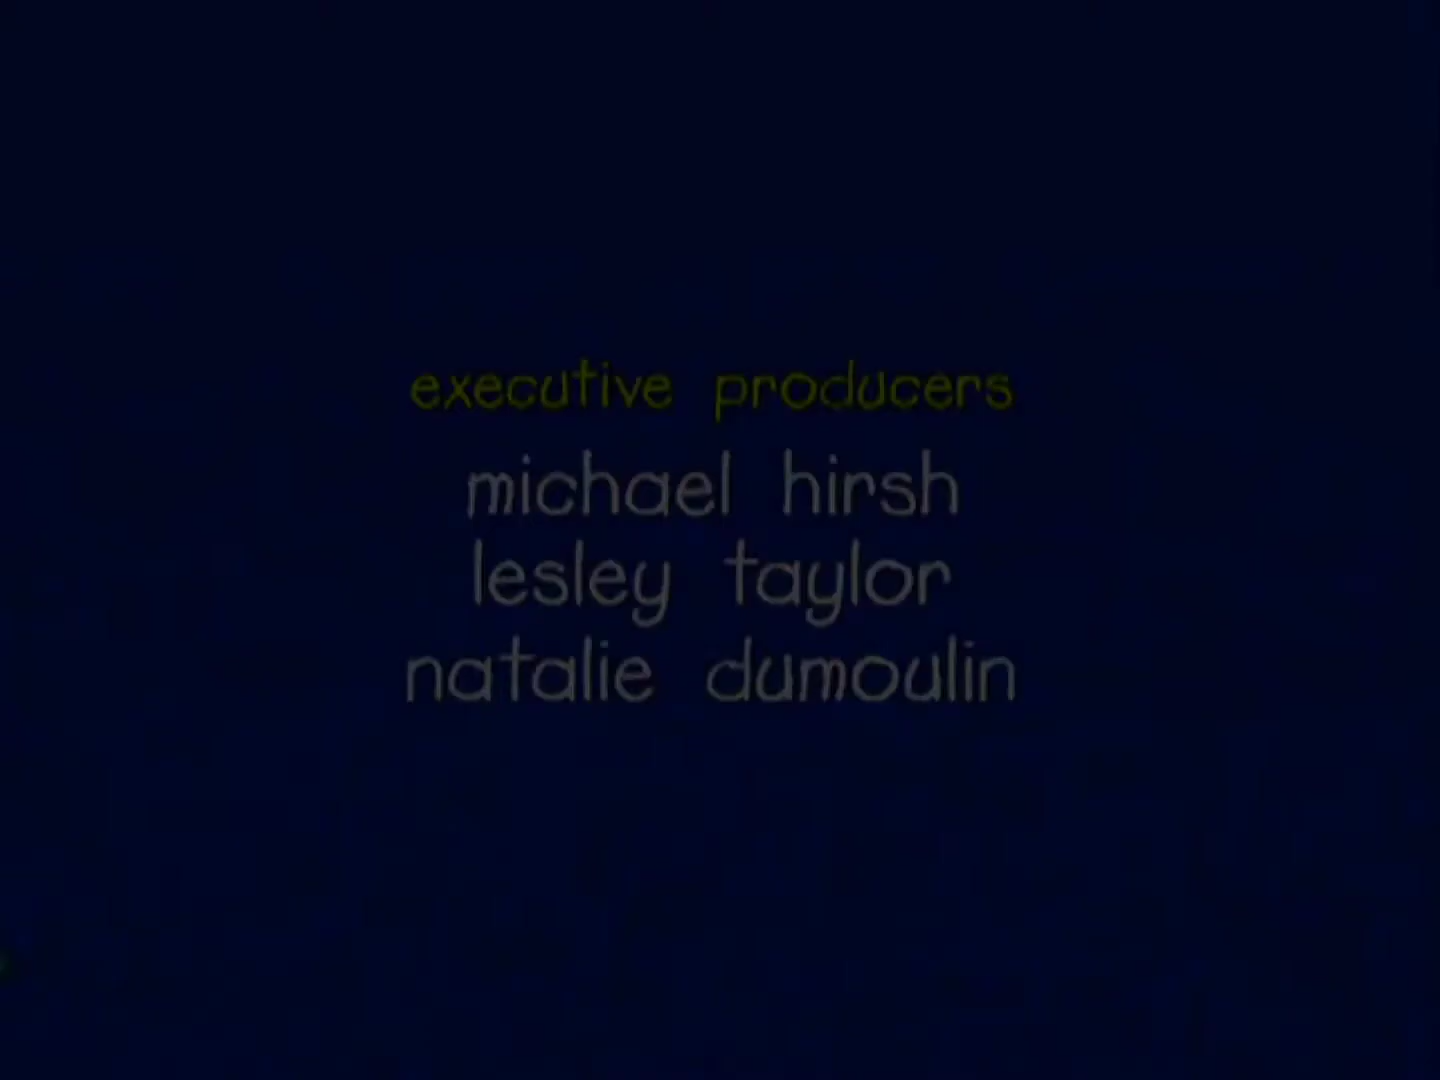 executive producers
michael hirsh
lesley taylor
natalie dumoulin